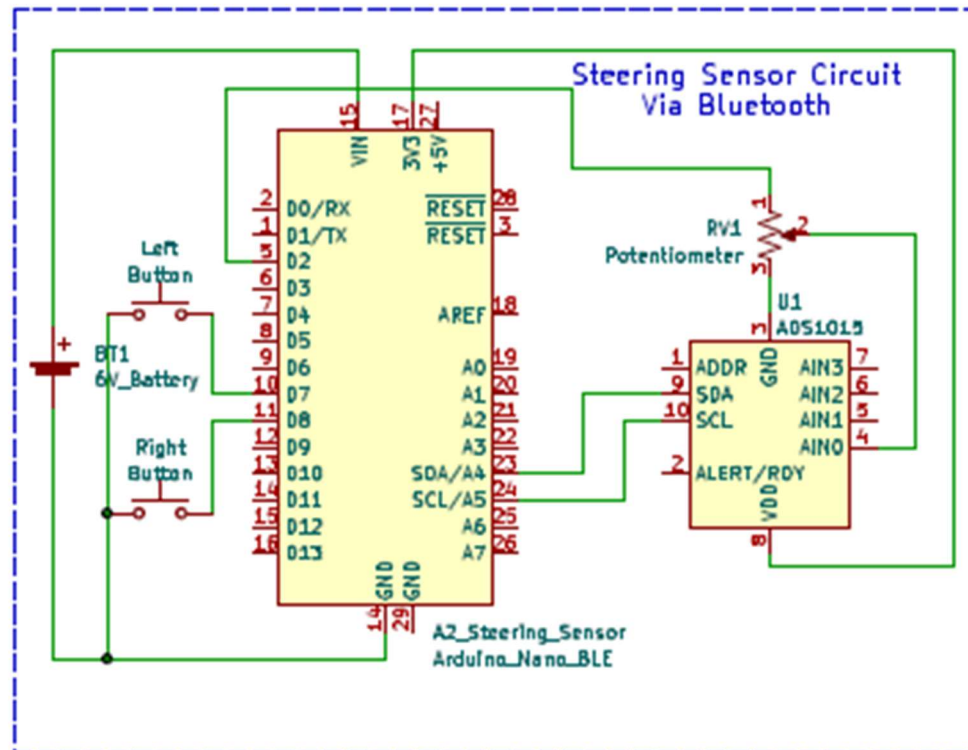 Steering Sensor Circuit
Via Bluetooth
15
17
27
VIN
3V3
+5V
2
D0/RX
RESET
28
1
D1/TX
RESET
3
5
D2
6
D3
7
D4
AREF
18
8
D5
9
D6
A0
19
10
D7
A1
20
11
D8
A2
21
12
D9
A3
22
13
D10
SDA/A4
23
14
D11
SCL/A5
24
15
D12
A6
25
16
D13
A7
26
GND
GND
14
29
A2_Steering_Sensor
Arduino_Nano_BLE
Left
Button
+
BT1
6V_Battery
Right
Button
1
RV1
2
Potentiometer
3
U1
ADS1015
3
GND
1
ADDR
AIN3
7
9
SDA
AIN2
6
10
SCL
AIN1
5
AIN0
4
2
ALERT/RDY
VDD
8